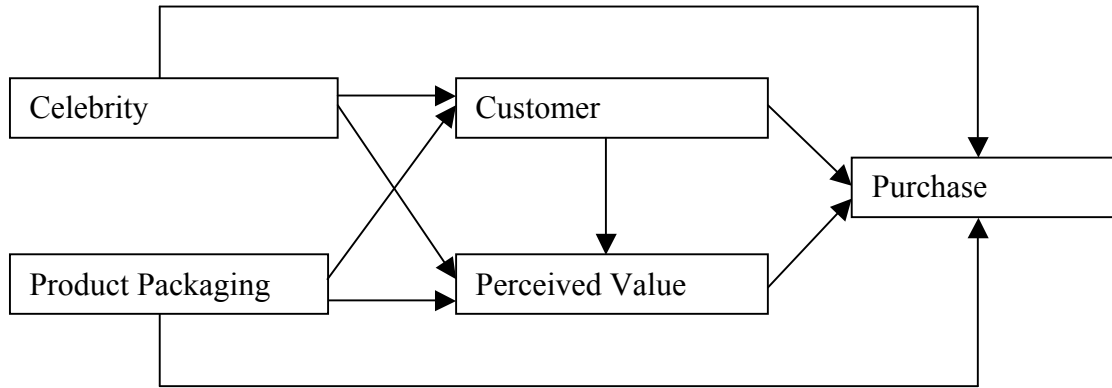 Celebrity
Customer
Purchase
Product Packaging
Perceived Value